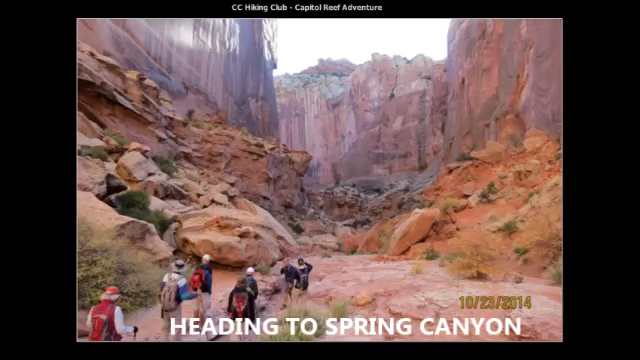 CC Hiking Club - Capitol Reef Adventure
10/23/2014
HEADING TO SPRING CANYON